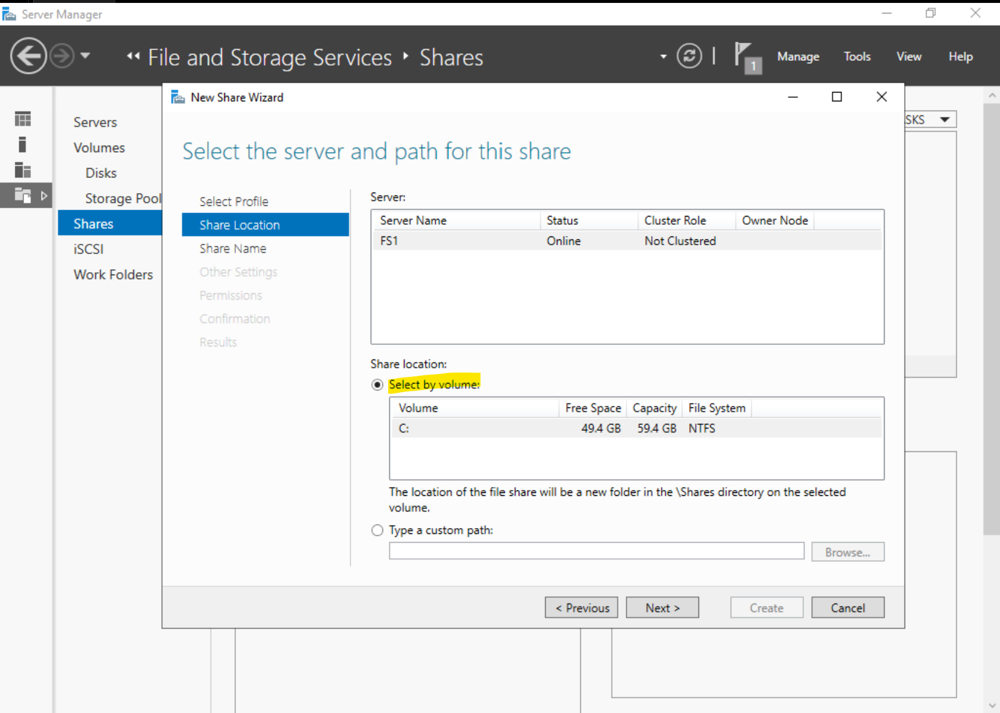 Server Manager
File and Storage Services
Shares
1
Manage
Tools
View
Help
Servers
Volumes
Disks
Storage Pool
Shares
iSCSI
Work Folders
SKS
New Share Wizard
Select the server and path for this share
Select Profile
Share Location
Share Name
Other Settings
Permissions
Confirmation
Results
Server:
Server Name Status Cluster Role Owner Node
FS1 Online Not Clustered
Share location:
Select by volume:
Volume Free Space Capacity File System
C: 49.4 GB 59.4 GB NTFS
The location of the file share will be a new folder in the \Shares directory on the selected
volume.
Type a custom path:
Browse...
< Previous
Next >
Create
Cancel